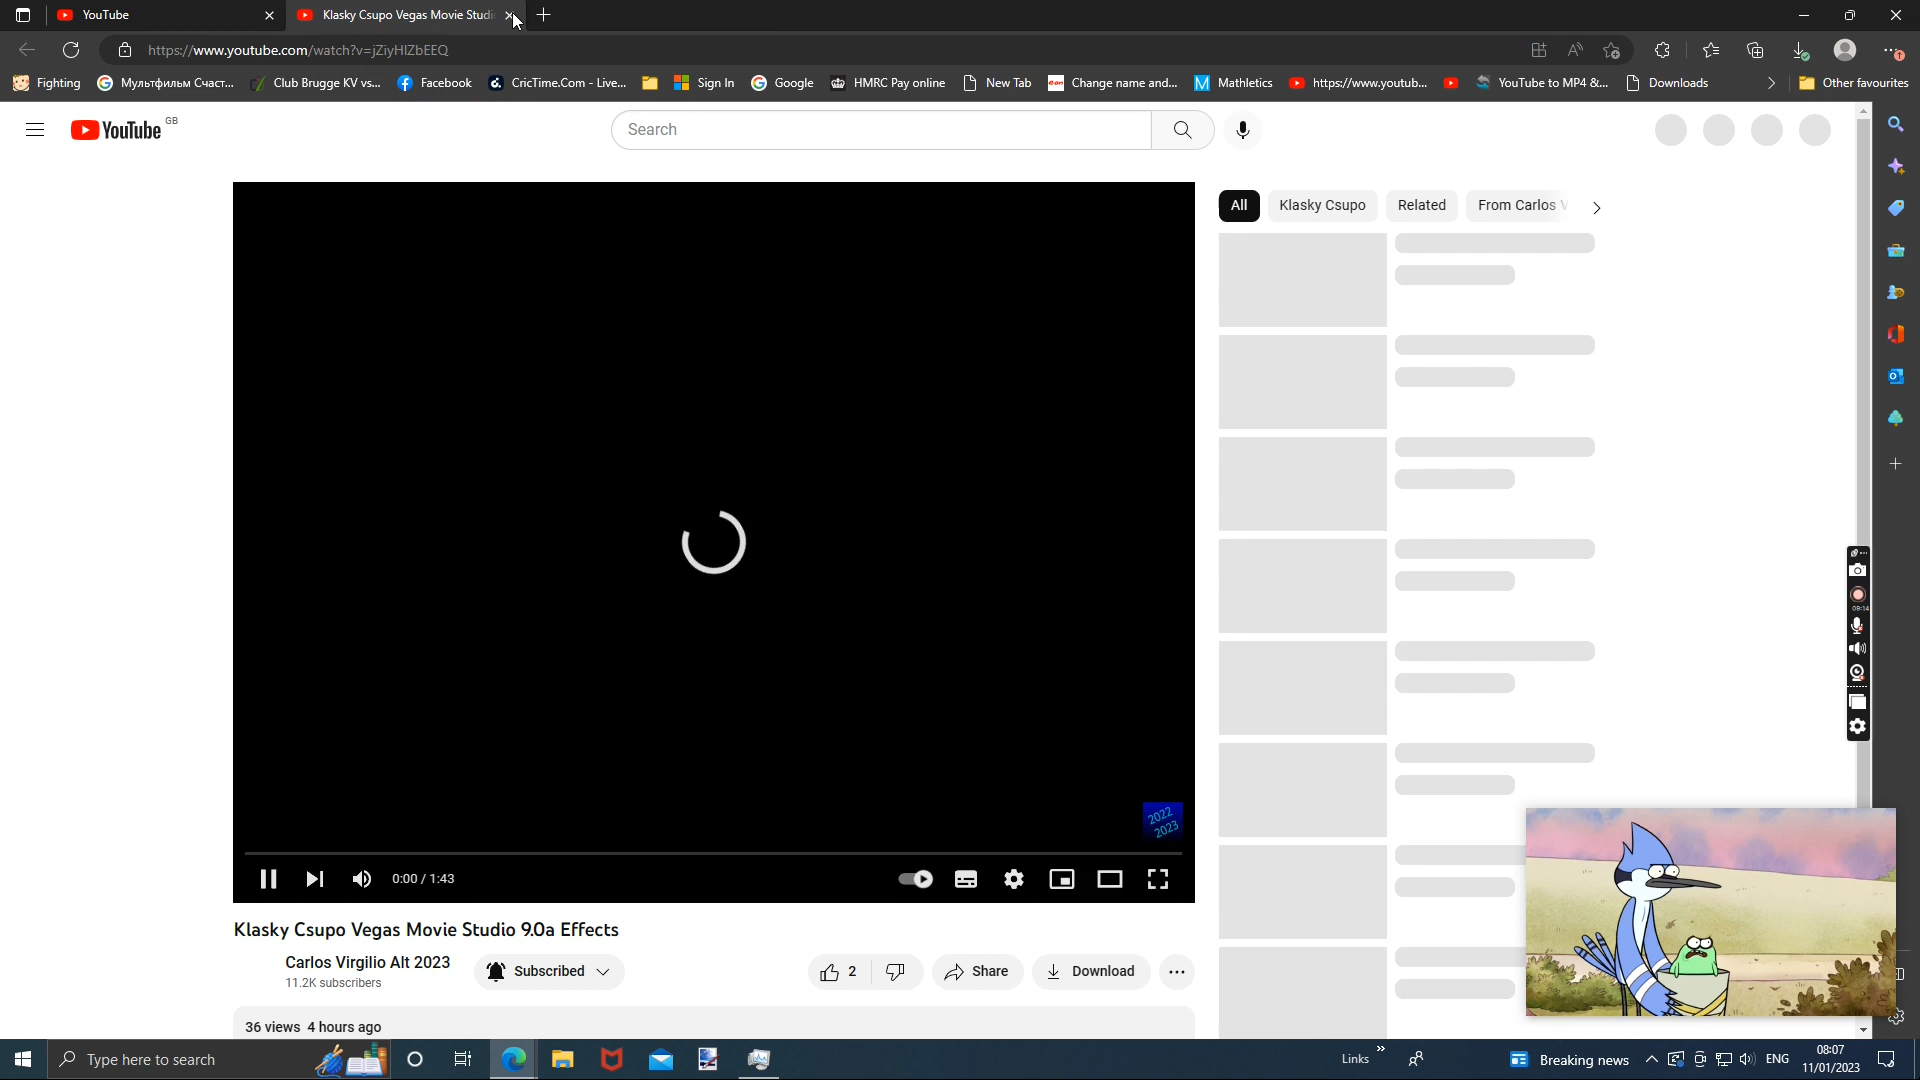 YouTube
Klasky Csupo Vegas Movie Studi
https://www.youtube.com/watch?v=jZiyHIZbEEQ
Fighting
Мультфильм Счаст...
Club Brugge KV vs...
Facebook
CricTime.Com - Live...
Sign In
Google
HMRC Pay online
New Tab
Change name and...
Mathletics
https://www.youtub...
YouTube to MP4 &...
Downloads
Other favourites
YouTube GB
Search
All
Klasky Csupo
Related
From Carlos V
2022
2023
0:00 / 1:43
Klasky Csupo Vegas Movie Studio 9.0a Effects
Carlos Virgilio Alt 2023
11.2K subscribers
Subscribed
2
Share
Download
36 views 4 hours ago
09:14
Type here to search
Links
Breaking news
ENG
08:07
11/01/2023